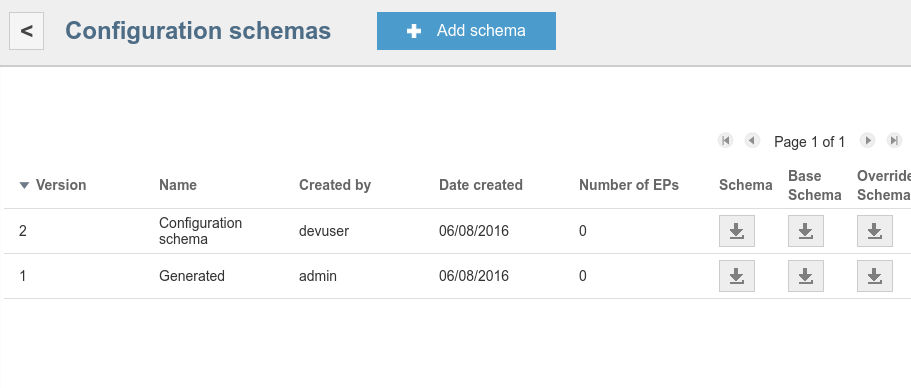 < Configuration schemas Add schema
Page 1 of 1
Version Name Created by Date created Number of EPs Schema Base Schema Override Schema
2 Configuration schema devuser 06/08/2016 0
1 Generated admin 06/08/2016 0